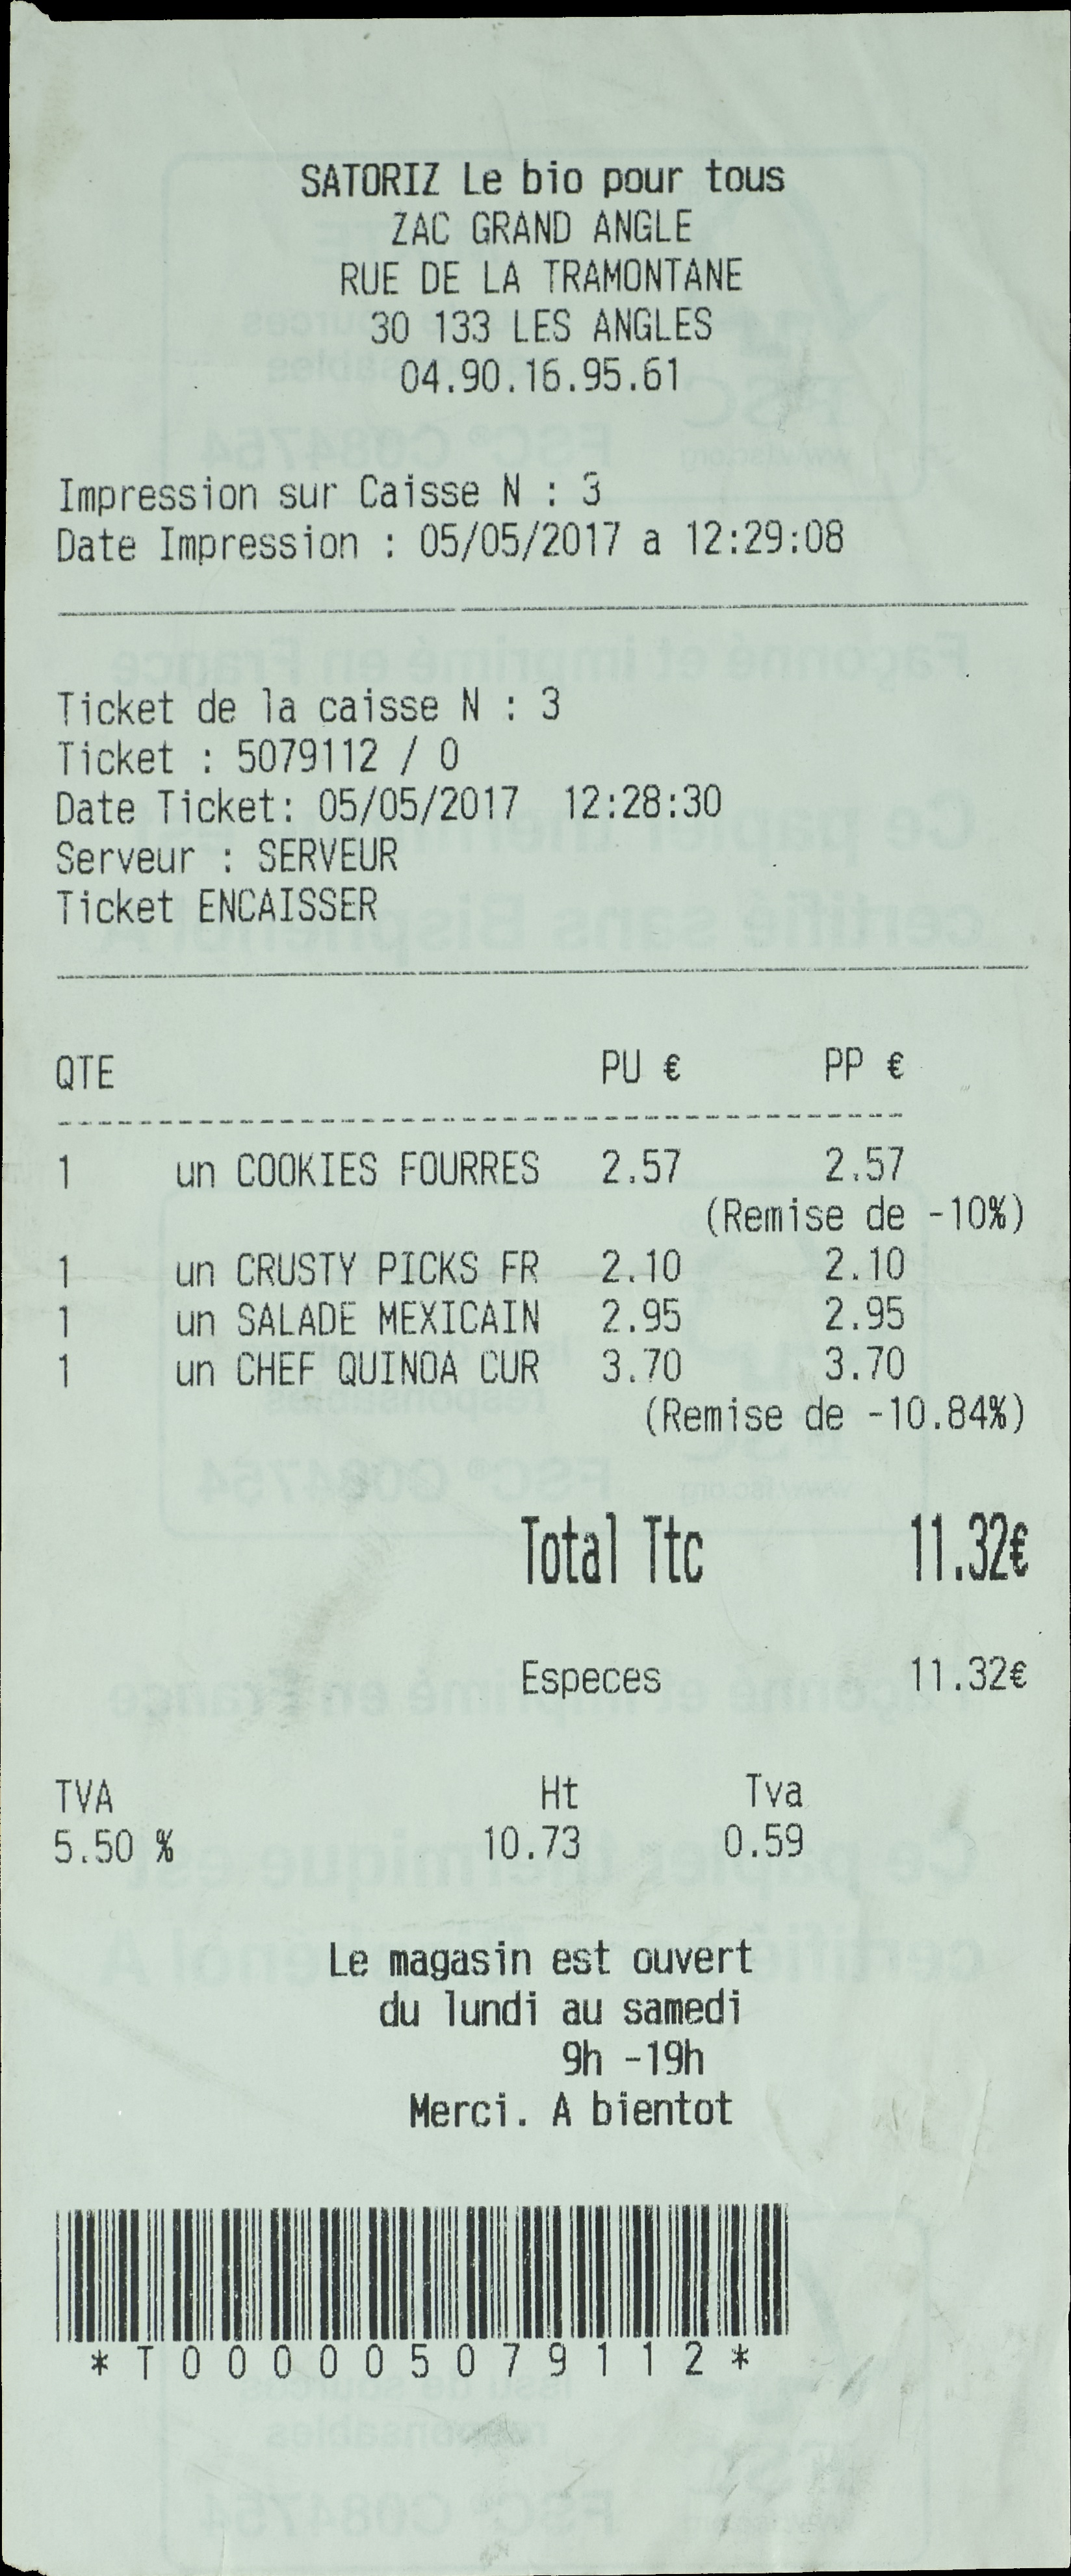 SATORIZ Le bio pour tous
ZAC GRAND ANGLE
RUE DE LA TRAMONTANE
30 133 LES ANGLES
04.90.16.95.61
Impression sur Caisse N : 3
Date Impression : 05/05/2017 a 12:29:08
Ticket de la caisse N : 3
Ticket : 5079112 / 0
Date Ticket: 05/05/2017 12:28:30
Serveur : SERVEUR
Ticket ENCAISSER
QTE PU € PP €
1 un COOKIES FOURRES 2.57 2.57
(Remise de -10%)
1 un CRUSTY PICKS FR 2.10 2.10
1 un SALADE MEXICAIN 2.95 2.95
1 un CHEF QUINOA CUR 3.70 3.70
(Remise de -10.84%)
Total Ttc 11.32€
Especes 11.32€
TVA Ht Tva
5.50 % 10.73 0.59
Le magasin est ouvert
du lundi au samedi
9h -19h
Merci. A bientot
*T000005079112*